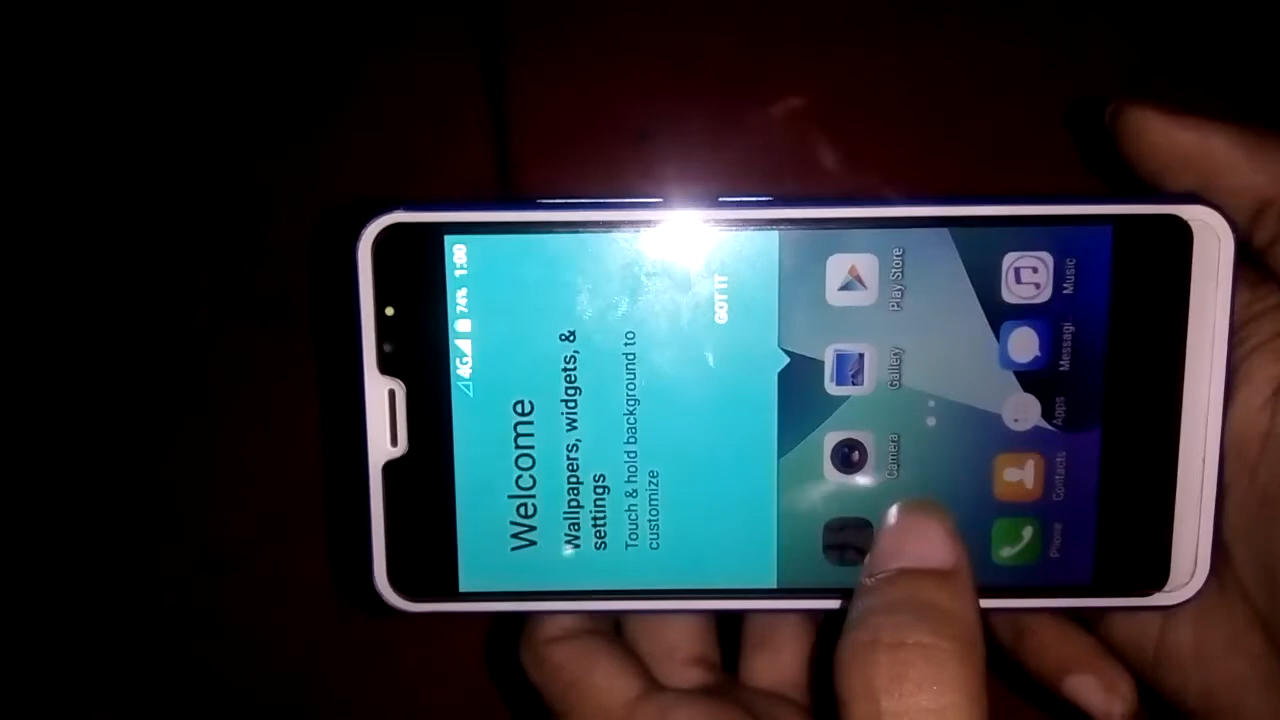 4G 74% 1:00
Welcome
Wallpapers, widgets, &
settings
Touch & hold background to
customize
GOT IT
Camera Gallery Play Store
Phone Contacts Apps Messagi Music